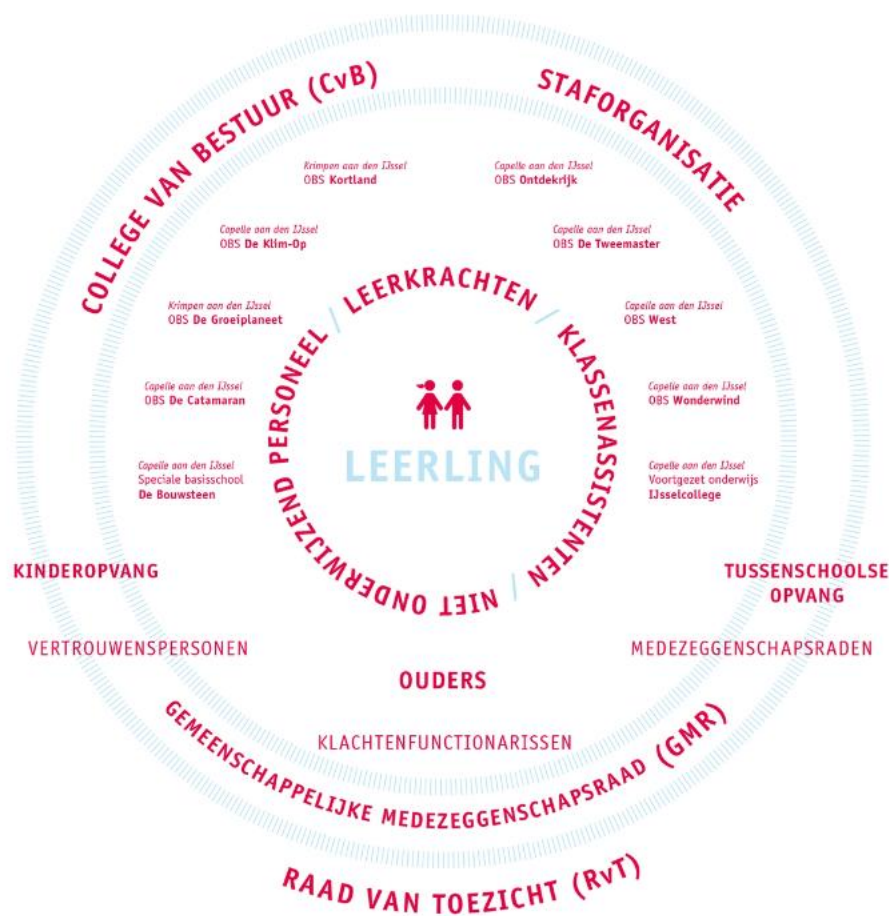 COLLEGE VAN BESTUUR (CvB)
STAFORGANISATIE
Krimpen aan den IJssel
OBS Kortland
Capelle aan den IJssel
OBS Ontdekrijk
Capelle aan den IJssel
OBS De Klim-Op
Capelle aan den IJssel
OBS De Tweemaster
Krimpen aan den IJssel
OBS De Groeiplaneet
Capelle aan den IJssel
OBS West
Capelle aan den IJssel
OBS De Catamaran
Capelle aan den IJssel
OBS Wonderwind
Capelle aan den IJssel
Speciale basisschool
De Bouwsteen
Capelle aan den IJssel
Voortgezet onderwijs
IJsselcollege
LEERKRACHTEN / KLASSENASSISTENTEN / NIET ONDERWIJZEND PERSONEEL /
LEERLING
KINDEROPVANG
TUSSENSCHOOLSE
OPVANG
VERTROUWENSPERSONEN
MEDEZEGGENSCHAPSRADEN
OUDERS
KLACHTENFUNCTIONARISSEN
GEMEENSCHAPPELIJKE MEDEZEGGENSCHAPSRAAD (GMR)
RAAD VAN TOEZICHT (RvT)